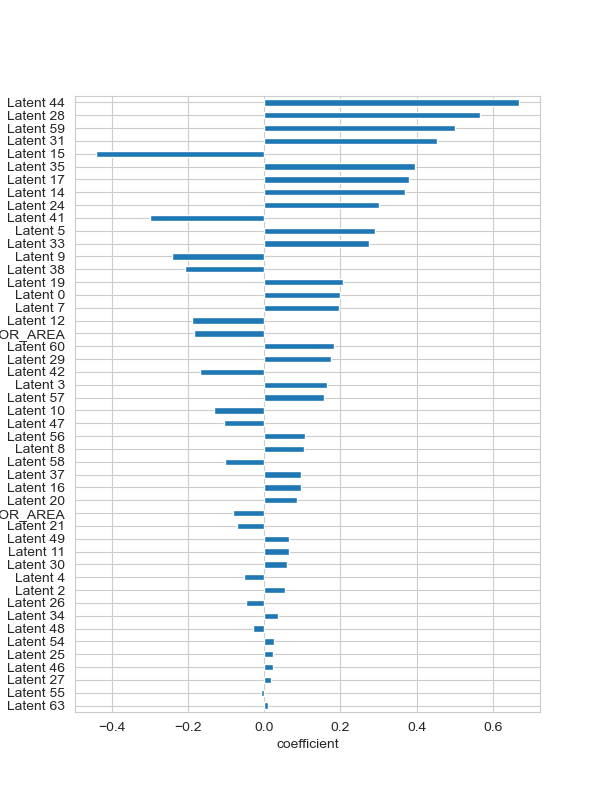 Latent 44
Latent 28
Latent 59
Latent 31
Latent 15
Latent 35
Latent 17
Latent 14
Latent 24
Latent 41
Latent 5
Latent 33
Latent 9
Latent 38
Latent 19
Latent 0
Latent 7
Latent 12
OR_AREA
Latent 60
Latent 29
Latent 42
Latent 3
Latent 57
Latent 10
Latent 47
Latent 56
Latent 8
Latent 58
Latent 37
Latent 16
Latent 20
OR_AREA
Latent 21
Latent 49
Latent 11
Latent 30
Latent 4
Latent 2
Latent 26
Latent 34
Latent 48
Latent 54
Latent 25
Latent 46
Latent 27
Latent 55
Latent 63
−0.4 −0.2 0.0 0.2 0.4 0.6
coefficient